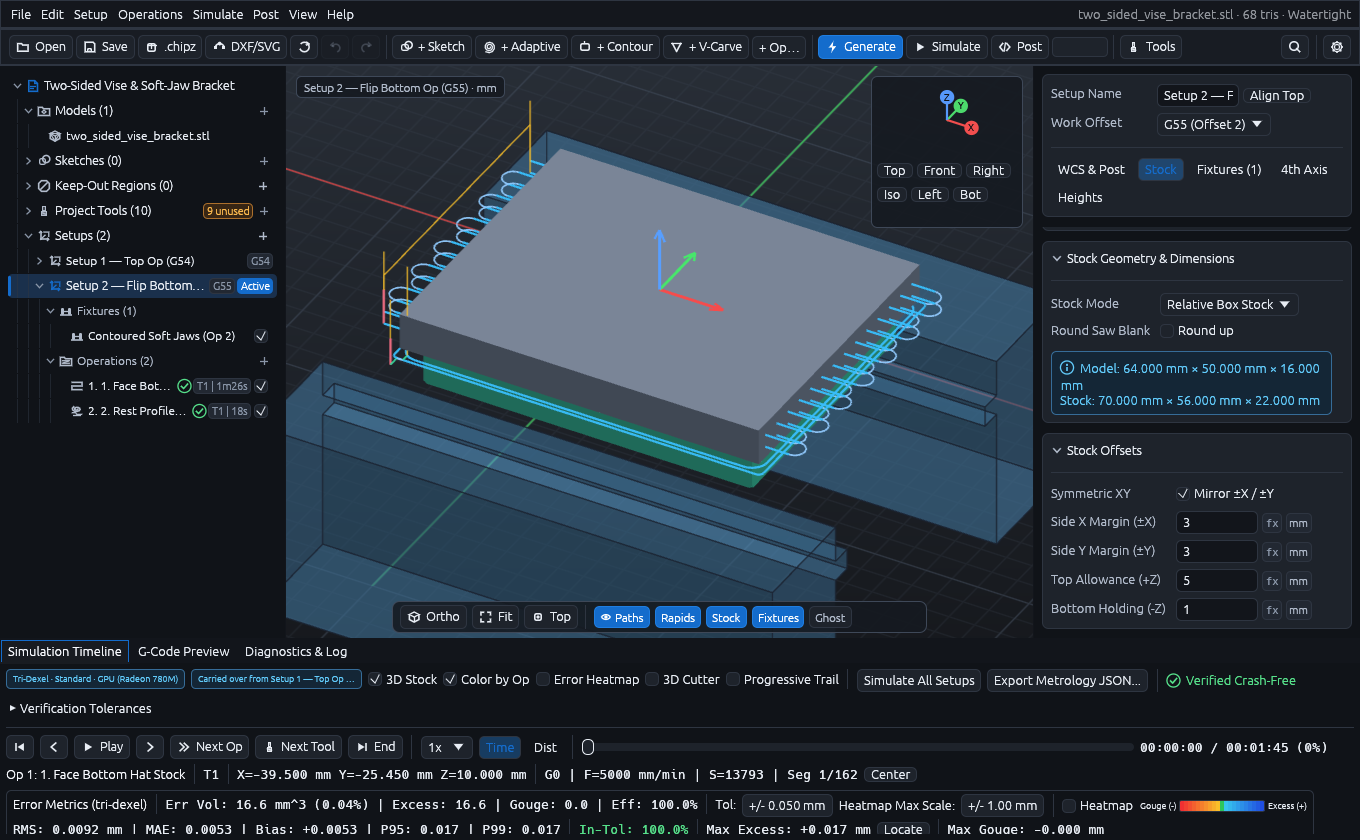 File Edit Setup Operations Simulate Post View Help
two_sided_vise_bracket.stl · 68 tris · Watertight
Open Save .chipz DXF/SVG + Sketch + Adaptive + Contour + V-Carve + Op... Generate Simulate Post Tools
Two-Sided Vise & Soft-Jaw Bracket
Models (1) +
two_sided_vise_bracket.stl
Sketches (0) +
Keep-Out Regions (0) +
Project Tools (10) 9 unused +
Setups (2) +
Setup 1 — Top Op (G54) G54
Setup 2 — Flip Bottom... G55 Active
Fixtures (1)
Contoured Soft Jaws (Op 2)
Operations (2) +
1. 1. Face Bot... T1 | 1m26s
2. 2. Rest Profile... T1 | 18s
Setup 2 — Flip Bottom Op (G55) · mm
Z Y X
Top Front Right
Iso Left Bot
Ortho Fit Top Paths Rapids Stock Fixtures Ghost
Setup Name Setup 2 — F Align Top
Work Offset G55 (Offset 2)
WCS & Post Stock Fixtures (1) 4th Axis
Heights
Stock Geometry & Dimensions
Stock Mode Relative Box Stock
Round Saw Blank Round up
Model: 64.000 mm × 50.000 mm × 16.000
mm
Stock: 70.000 mm × 56.000 mm × 22.000 mm
Stock Offsets
Symmetric XY Mirror ±X / ±Y
Side X Margin (±X) 3 fx mm
Side Y Margin (±Y) 3 fx mm
Top Allowance (+Z) 5 fx mm
Bottom Holding (-Z) 1 fx mm
Simulation Timeline G-Code Preview Diagnostics & Log
Tri-Dexel · Standard · GPU (Radeon 780M) Carried over from Setup 1 — Top Op ... 3D Stock Color by Op Error Heatmap 3D Cutter Progressive Trail Simulate All Setups Export Metrology JSON... Verified Crash-Free
Verification Tolerances
Play Next Op Next Tool End 1x Time Dist 00:00:00 / 00:01:45 (0%)
Op 1: 1. Face Bottom Hat Stock T1 X=-39.500 mm Y=-25.450 mm Z=10.000 mm G0 | F=5000 mm/min | S=13793 | Seg 1/162 Center
Error Metrics (tri-dexel) Err Vol: 16.6 mm^3 (0.04%) | Excess: 16.6 | Gouge: 0.0 | Eff: 100.0% Tol: +/- 0.050 mm Heatmap Max Scale: +/- 1.00 mm Heatmap Gouge (-) Excess (+)
RMS: 0.0092 mm | MAE: 0.0053 | Bias: +0.0053 | P95: 0.017 | P99: 0.017 In-Tol: 100.0% Max Excess: +0.017 mm Locate Max Gouge: -0.000 mm